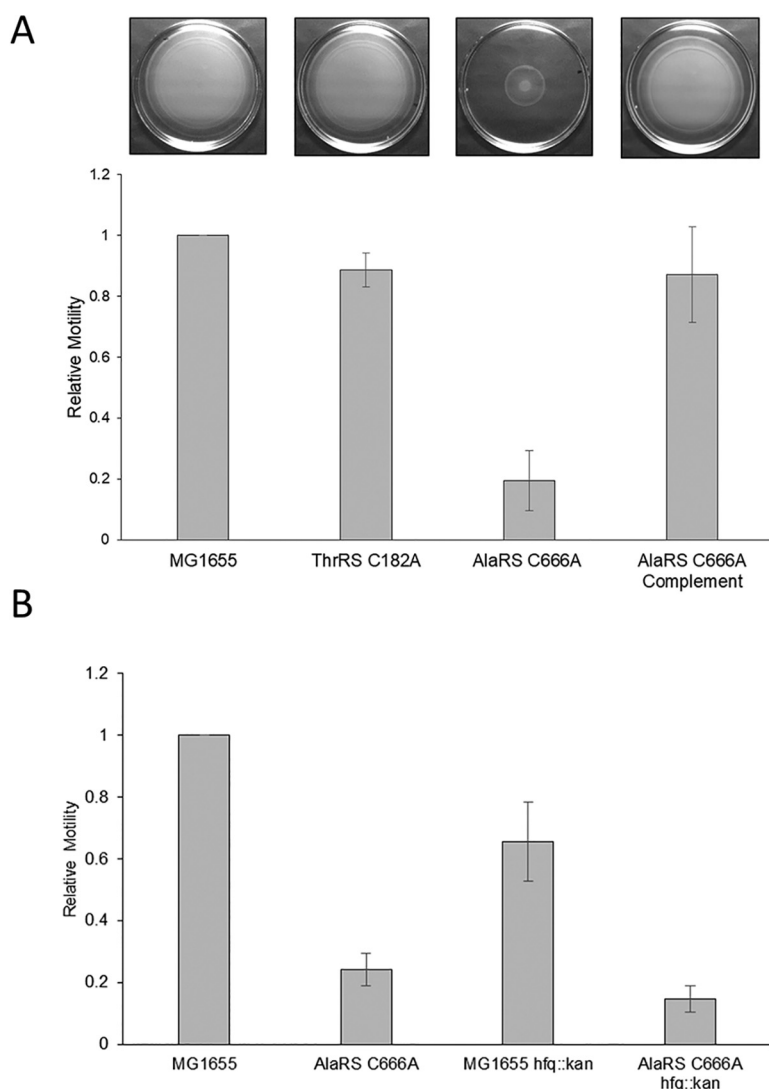 A
1.2
1
0.8
0.6
0.4
0.2
0
Relative Motility
MG1655
ThrRS C182A
AlaRS C666A
AlaRS C666A
Complement
B
1.2
1
0.8
0.6
0.4
0.2
0
Relative Motility
MG1655
AlaRS C666A
MG1655 hfq::kan
AlaRS C666A
hfq::kan